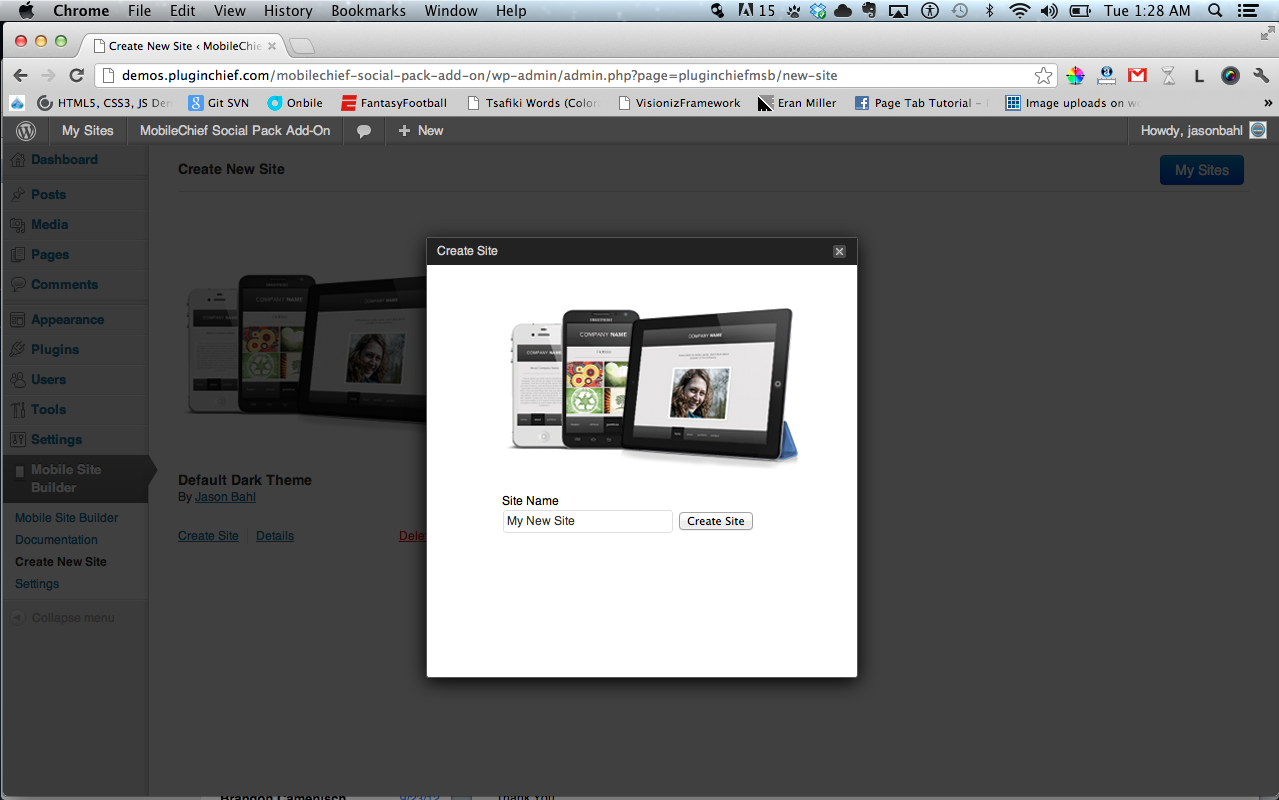 Chrome File Edit View History Bookmarks Window Help 15 Tue 1:28 AM
Create New Site ‹ MobileChie
demos.pluginchief.com/mobilechief-social-pack-add-on/wp-admin/admin.php?page=pluginchiefmsb/new-site
HTML5, CSS3, JS De Git SVN Onbile FantasyFootball Tsafiki Words (Color VisionizFramework Eran Miller Page Tab Tutorial – Image uploads on w »
My Sites MobileChief Social Pack Add-On + New Howdy, jasonbahl
Dashboard
Posts
Media
Pages
Comments
Appearance
Plugins
Users
Tools
Settings
Mobile Site
Builder
Mobile Site Builder
Documentation
Create New Site
Settings
Collapse menu
Create New Site
My Sites
COMPANY NAME
Default Dark Theme
By Jason Bahl
Create Site Details Dele
Create Site
COMPANY NAME
COMPANY NAME
COMPANY NAME
Site Name
My New Site
Create Site
Brandon Camenisch 9/23/12 Thank You